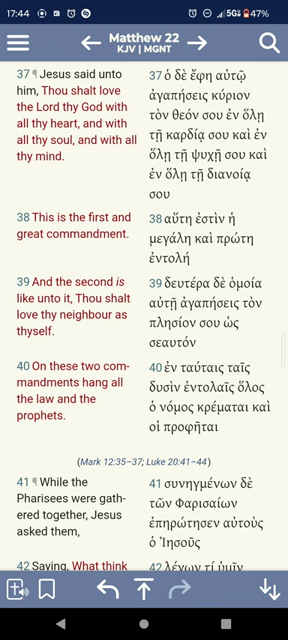 17:44
5G
47%
Matthew 22
KJV | MGNT
37 ¶ Jesus said unto
him, Thou shalt love
the Lord thy God with
all thy heart, and with
all thy soul, and with all
thy mind.
37 ὁ δὲ ἔφη αὐτῷ
ἀγαπήσεις κύριον
τὸν θεόν σου ἐν ὅλῃ
τῇ καρδίᾳ σου καὶ ἐν
ὅλῃ τῇ ψυχῇ σου καὶ
ἐν ὅλῃ τῇ διανοίᾳ
σου
38 This is the first and
great commandment.
38 αὕτη ἐστὶν ἡ
μεγάλη καὶ πρώτη
ἐντολή
39 And the second is
like unto it, Thou shalt
love thy neighbour as
thyself.
39 δευτέρα δὲ ὁμοία
αὐτῇ ἀγαπήσεις τὸν
πλησίον σου ὡς
σεαυτόν
40 On these two com-
mandments hang all
the law and the
prophets.
40 ἐν ταύταις ταῖς
δυσὶν ἐντολαῖς ὅλος
ὁ νόμος κρέμαται καὶ
οἱ προφῆται
(Mark 12:35–37; Luke 20:41–44)
41 ¶ While the
Pharisees were gath-
ered together, Jesus
asked them,
41 συνηγμένων δὲ
τῶν Φαρισαίων
ἐπηρώτησεν αὐτοὺς
ὁ Ἰησοῦς
42 Saying, What think
42 λέγων τί ὑμῖν